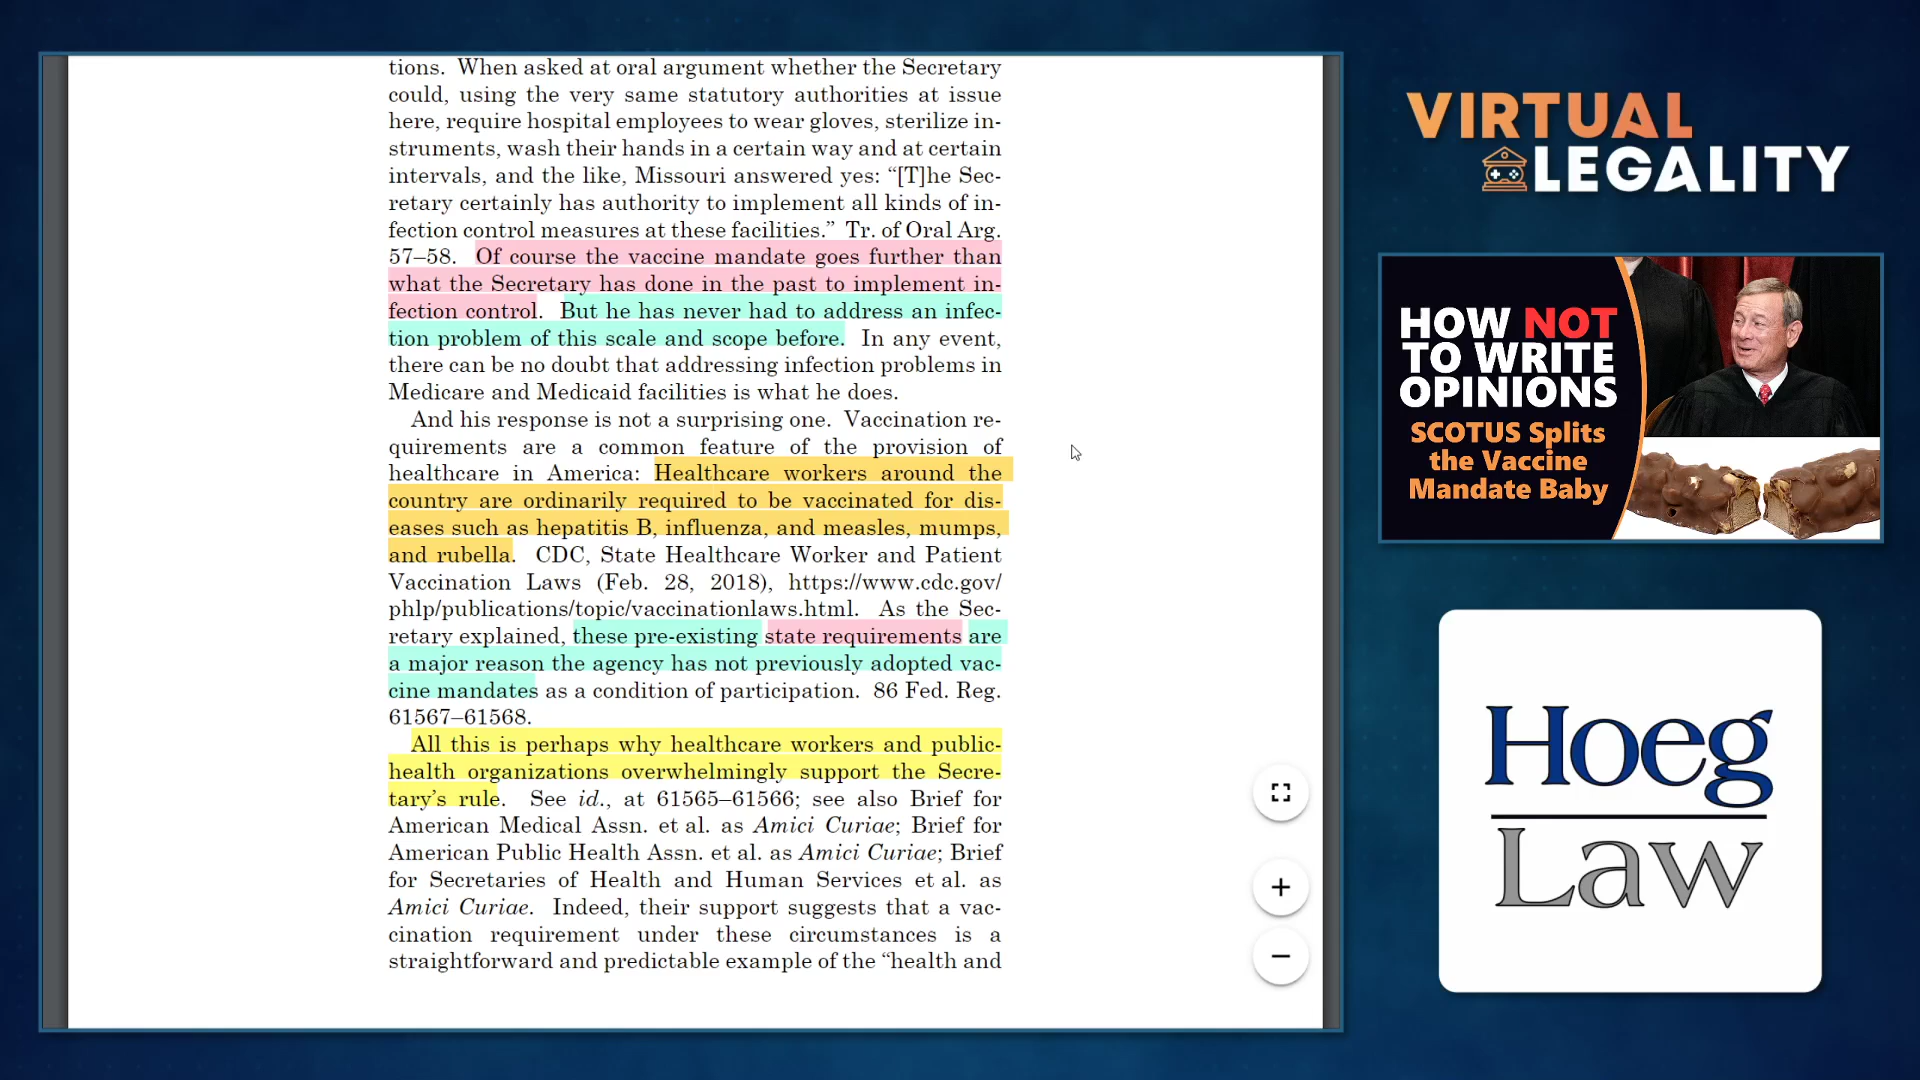 tions. When asked at oral argument whether the Secretary
could, using the very same statutory authorities at issue
here, require hospital employees to wear gloves, sterilize in-
struments, wash their hands in a certain way and at certain
intervals, and the like, Missouri answered yes: “[T]he Sec-
retary certainly has authority to implement all kinds of in-
fection control measures at these facilities.” Tr. of Oral Arg.
57–58. Of course the vaccine mandate goes further than
what the Secretary has done in the past to implement in-
fection control. But he has never had to address an infec-
tion problem of this scale and scope before. In any event,
there can be no doubt that addressing infection problems in
Medicare and Medicaid facilities is what he does.
And his response is not a surprising one. Vaccination re-
quirements are a common feature of the provision of
healthcare in America: Healthcare workers around the
country are ordinarily required to be vaccinated for dis-
eases such as hepatitis B, influenza, and measles, mumps,
and rubella. CDC, State Healthcare Worker and Patient
Vaccination Laws (Feb. 28, 2018), https://www.cdc.gov/
phlp/publications/topic/vaccinationlaws.html. As the Sec-
retary explained, these pre-existing state requirements are
a major reason the agency has not previously adopted vac-
cine mandates as a condition of participation. 86 Fed. Reg.
61567–61568.
All this is perhaps why healthcare workers and public-
health organizations overwhelmingly support the Secre-
tary’s rule. See id., at 61565–61566; see also Brief for
American Medical Assn. et al. as Amici Curiae; Brief for
American Public Health Assn. et al. as Amici Curiae; Brief
for Secretaries of Health and Human Services et al. as
Amici Curiae. Indeed, their support suggests that a vac-
cination requirement under these circumstances is a
straightforward and predictable example of the “health and
VIRTUAL
LEGALITY
HOW NOT
TO WRITE
OPINIONS
SCOTUS Splits
the Vaccine
Mandate Baby
Hoeg
Law